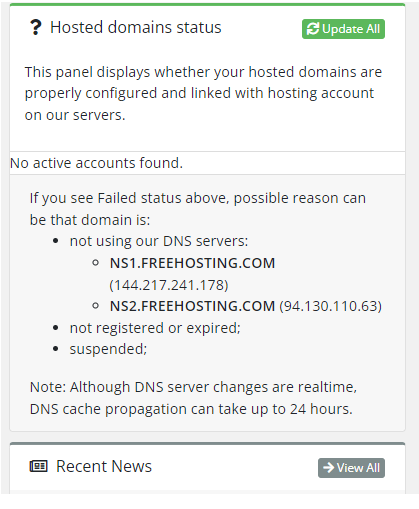 ? Hosted domains status
Update All
This panel displays whether your hosted domains are
properly configured and linked with hosting account
on our servers.
No active accounts found.
If you see Failed status above, possible reason can
be that domain is:
• not using our DNS servers:
◦ NS1.FREEHOSTING.COM
(144.217.241.178)
◦ NS2.FREEHOSTING.COM (94.130.110.63)
• not registered or expired;
• suspended;
Note: Although DNS server changes are realtime,
DNS cache propagation can take up to 24 hours.
Recent News
View All